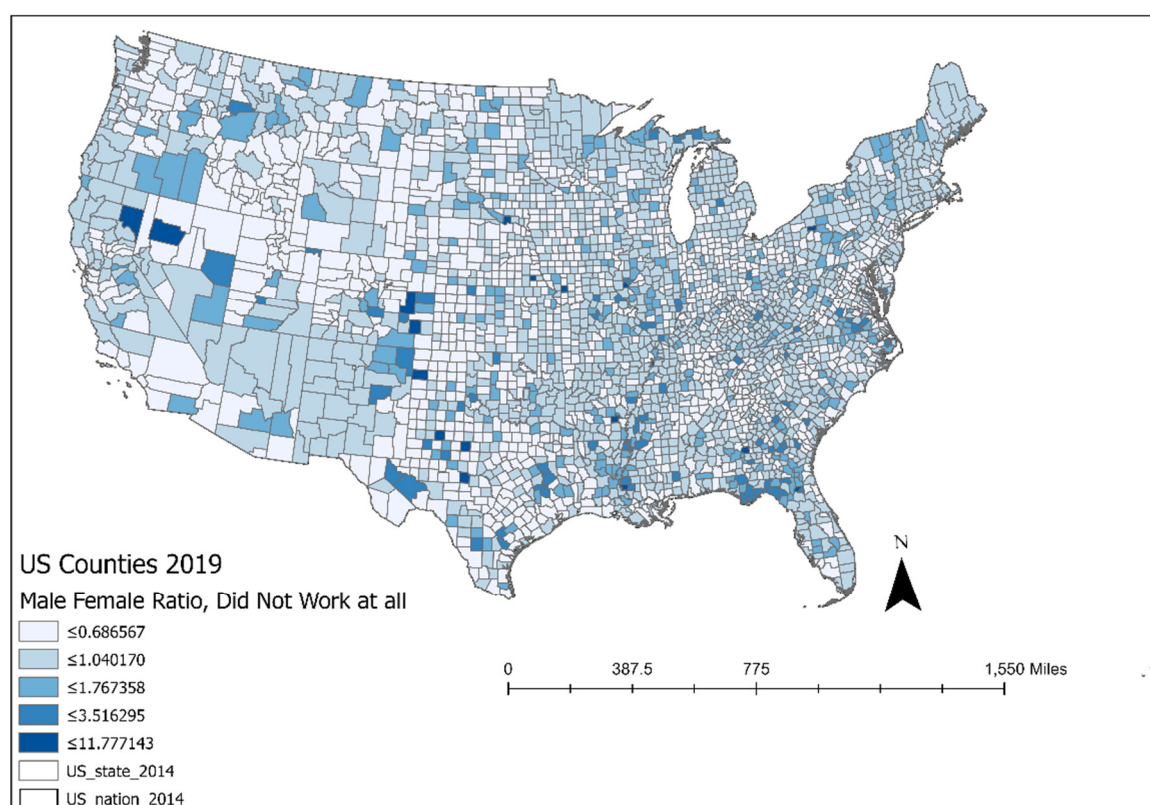 N
US Counties 2019
Male Female Ratio, Did Not Work at all
≤0.686567
≤1.040170
≤1.767358
≤3.516295
≤11.777143
US_state_2014
US_nation_2014
0 387.5 775 1,550 Miles